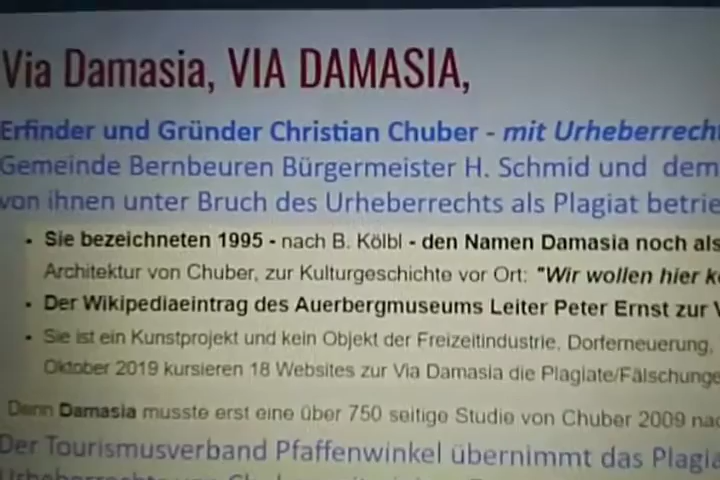 Via Damasia, VIA DAMASIA,
Erfinder und Gründer Christian Chuber - mit Urheberrecht
Gemeinde Bernbeuren Bürgermeister H. Schmid und dem
von ihnen unter Bruch des Urheberrechts als Plagiat betrie
• Sie bezeichneten 1995 - nach B. Kölbl - den Namen Damasia noch als
Architektur von Chuber, zur Kulturgeschichte vor Ort: "Wir wollen hier k
• Der Wikipediaeintrag des Auerbergmuseums Leiter Peter Ernst zur V
• Sie ist ein Kunstprojekt und kein Objekt der Freizeitindustrie, Dorferneuerung,
Oktober 2019 kursieren 18 Websites zur Via Damasia die Plagiate/Fälschunge
Denn Damasia musste erst eine über 750 seitige Studie von Chuber 2009 nac
Der Tourismusverband Pfaffenwinkel übernimmt das Plagia